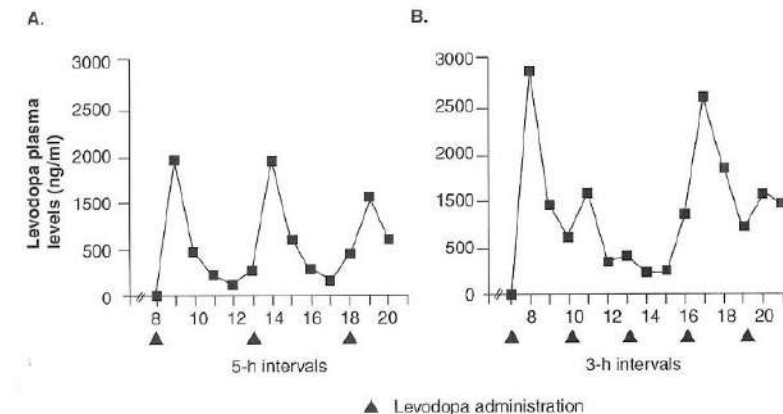 A.
Levodopa plasma
levels (ng/ml)
3000
2500
2000
1500
500
0
8 10 12 14 16 18 20
5-h intervals
B.
3000
2500
2000
1500
500
0
8 10 12 14 16 18 20
3-h intervals
▲ Levodopa administration